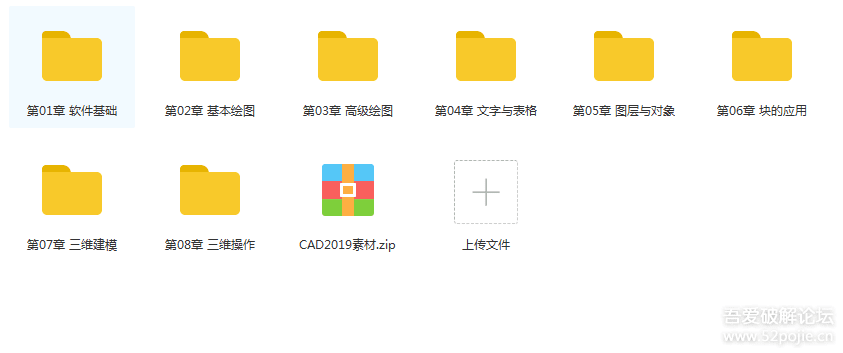 第01章 软件基础
第02章 基本绘图
第03章 高级绘图
第04章 文字与表格
第05章 图层与对象
第06章 块的应用
第07章 三维建模
第08章 三维操作
CAD2019素材.zip
上传文件
吾爱破解论坛
www.52pojie.cn